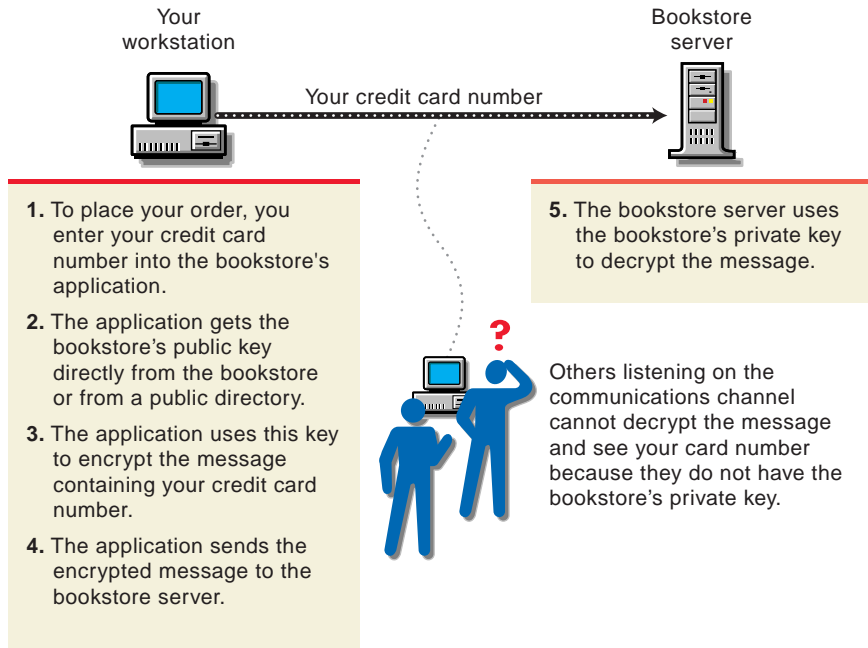 Your
workstation
Bookstore
server
Your credit card number
1. To place your order, you
enter your credit card
number into the bookstore's
application.
2. The application gets the
bookstore’s public key
directly from the bookstore
or from a public directory.
3. The application uses this key
to encrypt the message
containing your credit card
number.
4. The application sends the
encrypted message to the
bookstore server.
5. The bookstore server uses
the bookstore’s private key
to decrypt the message.
?
Others listening on the
communications channel
cannot decrypt the message
and see your card number
because they do not have the
bookstore’s private key.